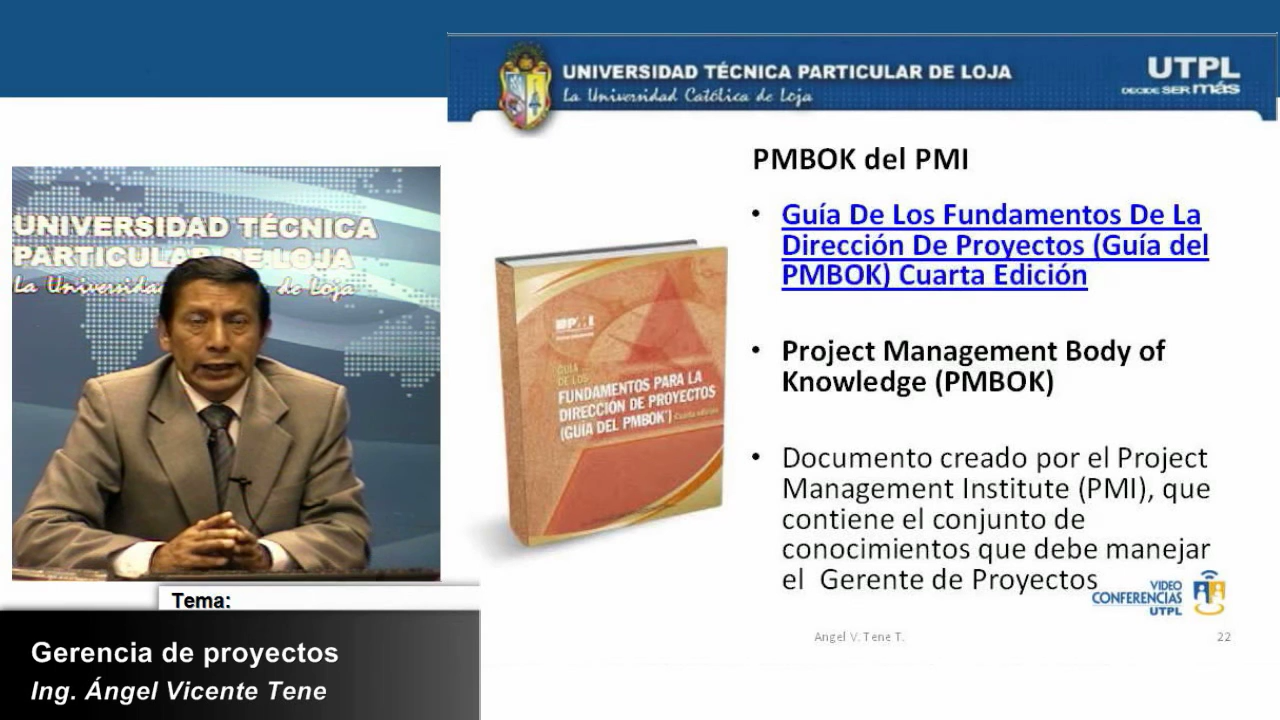 UNIVERSIDAD TÉCNICA PARTICULAR DE LOJA
La Universidad Católica de Loja
UTPL
DECIDE SER más
PMBOK del PMI
• Guía De Los Fundamentos De La
Dirección De Proyectos (Guía del
PMBOK) Cuarta Edición
• Project Management Body of
Knowledge (PMBOK)
• Documento creado por el Project
Management Institute (PMI), que
contiene el conjunto de
conocimientos que debe manejar
el Gerente de Proyectos
VIDEO
CONFERENCIAS
UTPL
Angel V. Tene T.
22
PMI
GUÍA
DE LOS
FUNDAMENTOS PARA LA
DIRECCIÓN DE PROYECTOS
(GUÍA DEL PMBOK®) Cuarta edición
UNIVERSIDAD TÉCNICA
PARTICULAR DE LOJA
La Universidad de Loja
Tema:
Gerencia de proyectos
Ing. Ángel Vicente Tene